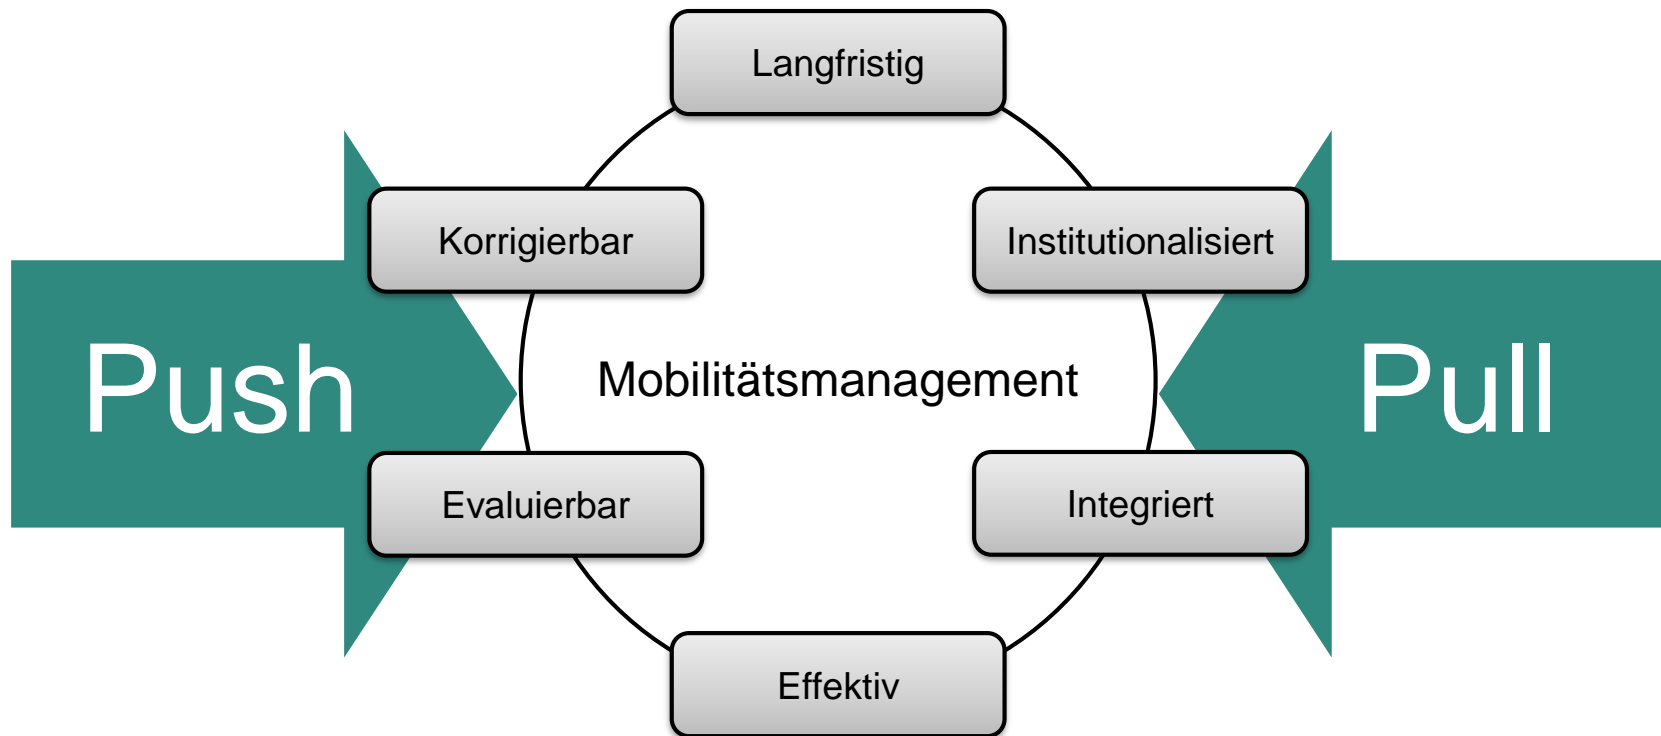 Langfristig
Korrigierbar
Institutionalisiert
Push
Mobilitätsmanagement
Pull
Evaluierbar
Integriert
Effektiv